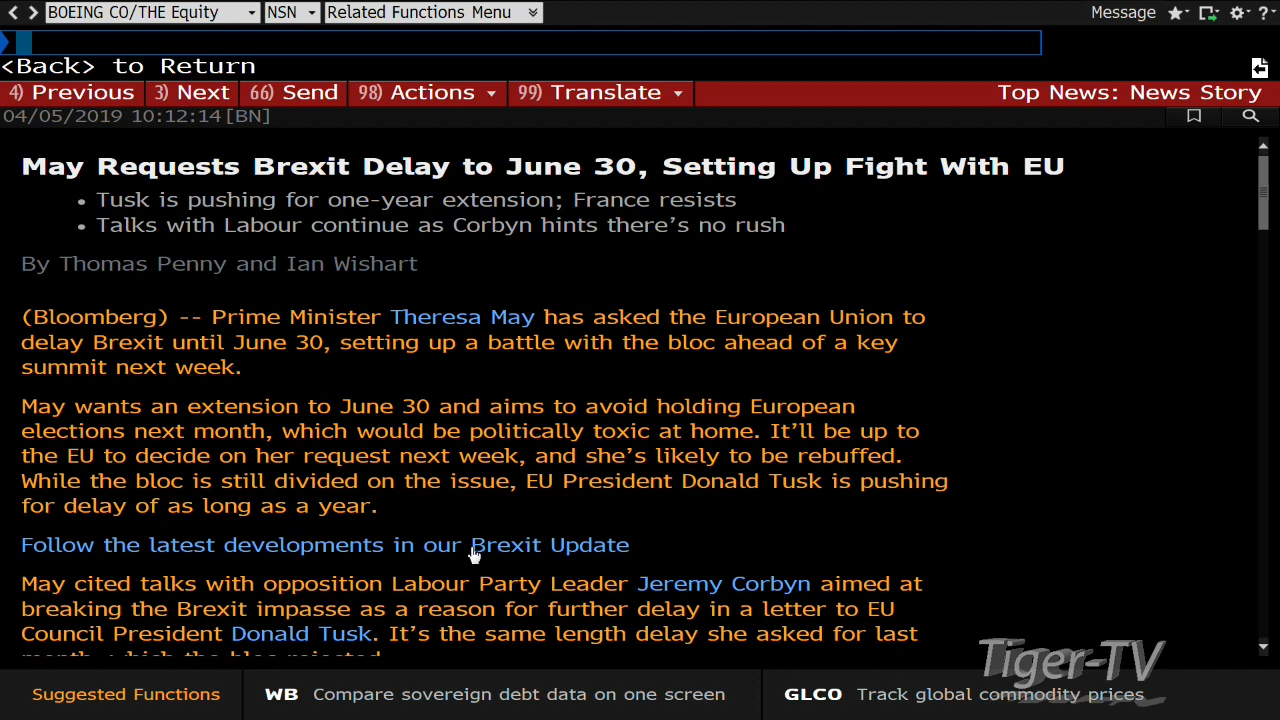 BOEING CO/THE Equity NSN Related Functions Menu Message ?
<Back> to Return
4) Previous 3) Next 66) Send 98) Actions 99) Translate Top News: News Story
04/05/2019 10:12:14 [BN]
May Requests Brexit Delay to June 30, Setting Up Fight With EU
• Tusk is pushing for one-year extension; France resists
• Talks with Labour continue as Corbyn hints there's no rush
By Thomas Penny and Ian Wishart
(Bloomberg) -- Prime Minister Theresa May has asked the European Union to
delay Brexit until June 30, setting up a battle with the bloc ahead of a key
summit next week.
May wants an extension to June 30 and aims to avoid holding European
elections next month, which would be politically toxic at home. It'll be up to
the EU to decide on her request next week, and she's likely to be rebuffed.
While the bloc is still divided on the issue, EU President Donald Tusk is pushing
for delay of as long as a year.
Follow the latest developments in our Brexit Update
May cited talks with opposition Labour Party Leader Jeremy Corbyn aimed at
breaking the Brexit impasse as a reason for further delay in a letter to EU
Council President Donald Tusk. It's the same length delay she asked for last
month, which the bloc rejected.
Tiger-TV
Suggested Functions WB Compare sovereign debt data on one screen GLCO Track global commodity prices